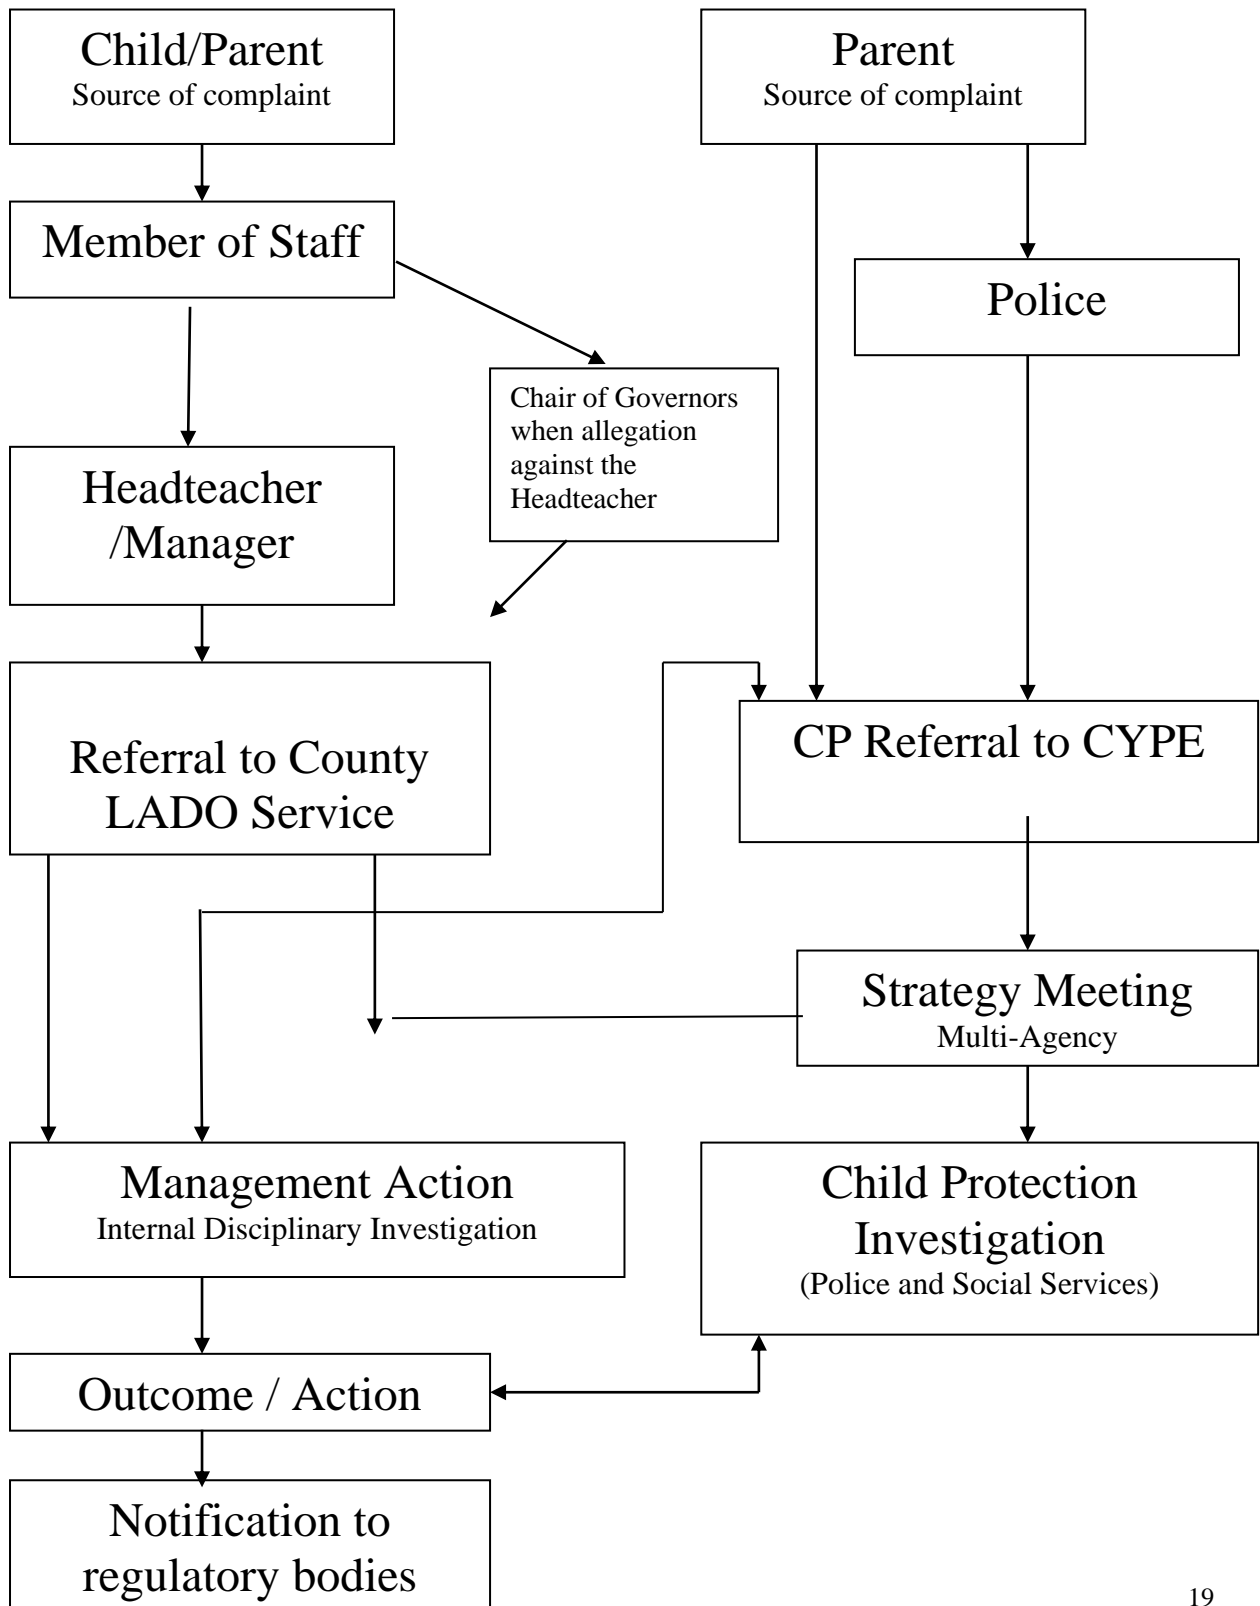 Child/Parent
Source of complaint
Parent
Source of complaint
Member of Staff
Police
Chair of Governors
when allegation
against the
Headteacher
Headteacher
/Manager
Referral to County
LADO Service
CP Referral to CYPE
Strategy Meeting
Multi-Agency
Management Action
Internal Disciplinary Investigation
Child Protection
Investigation
(Police and Social Services)
Outcome / Action
Notification to
regulatory bodies
19